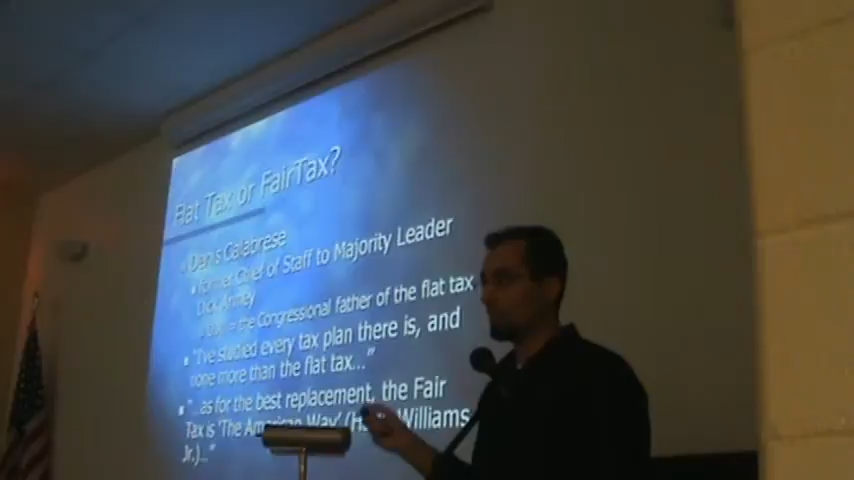 Flat Tax or FairTax?
Denis Calabrese
former Chief of Staff to Majority Leader
Dick Armey
the Congressional father of the flat tax
"I've studied every tax plan there is, and
none more than the flat tax..."
"...as for the best replacement, the Fair
Tax is 'The American Way' ( Williams
Jr.)..."